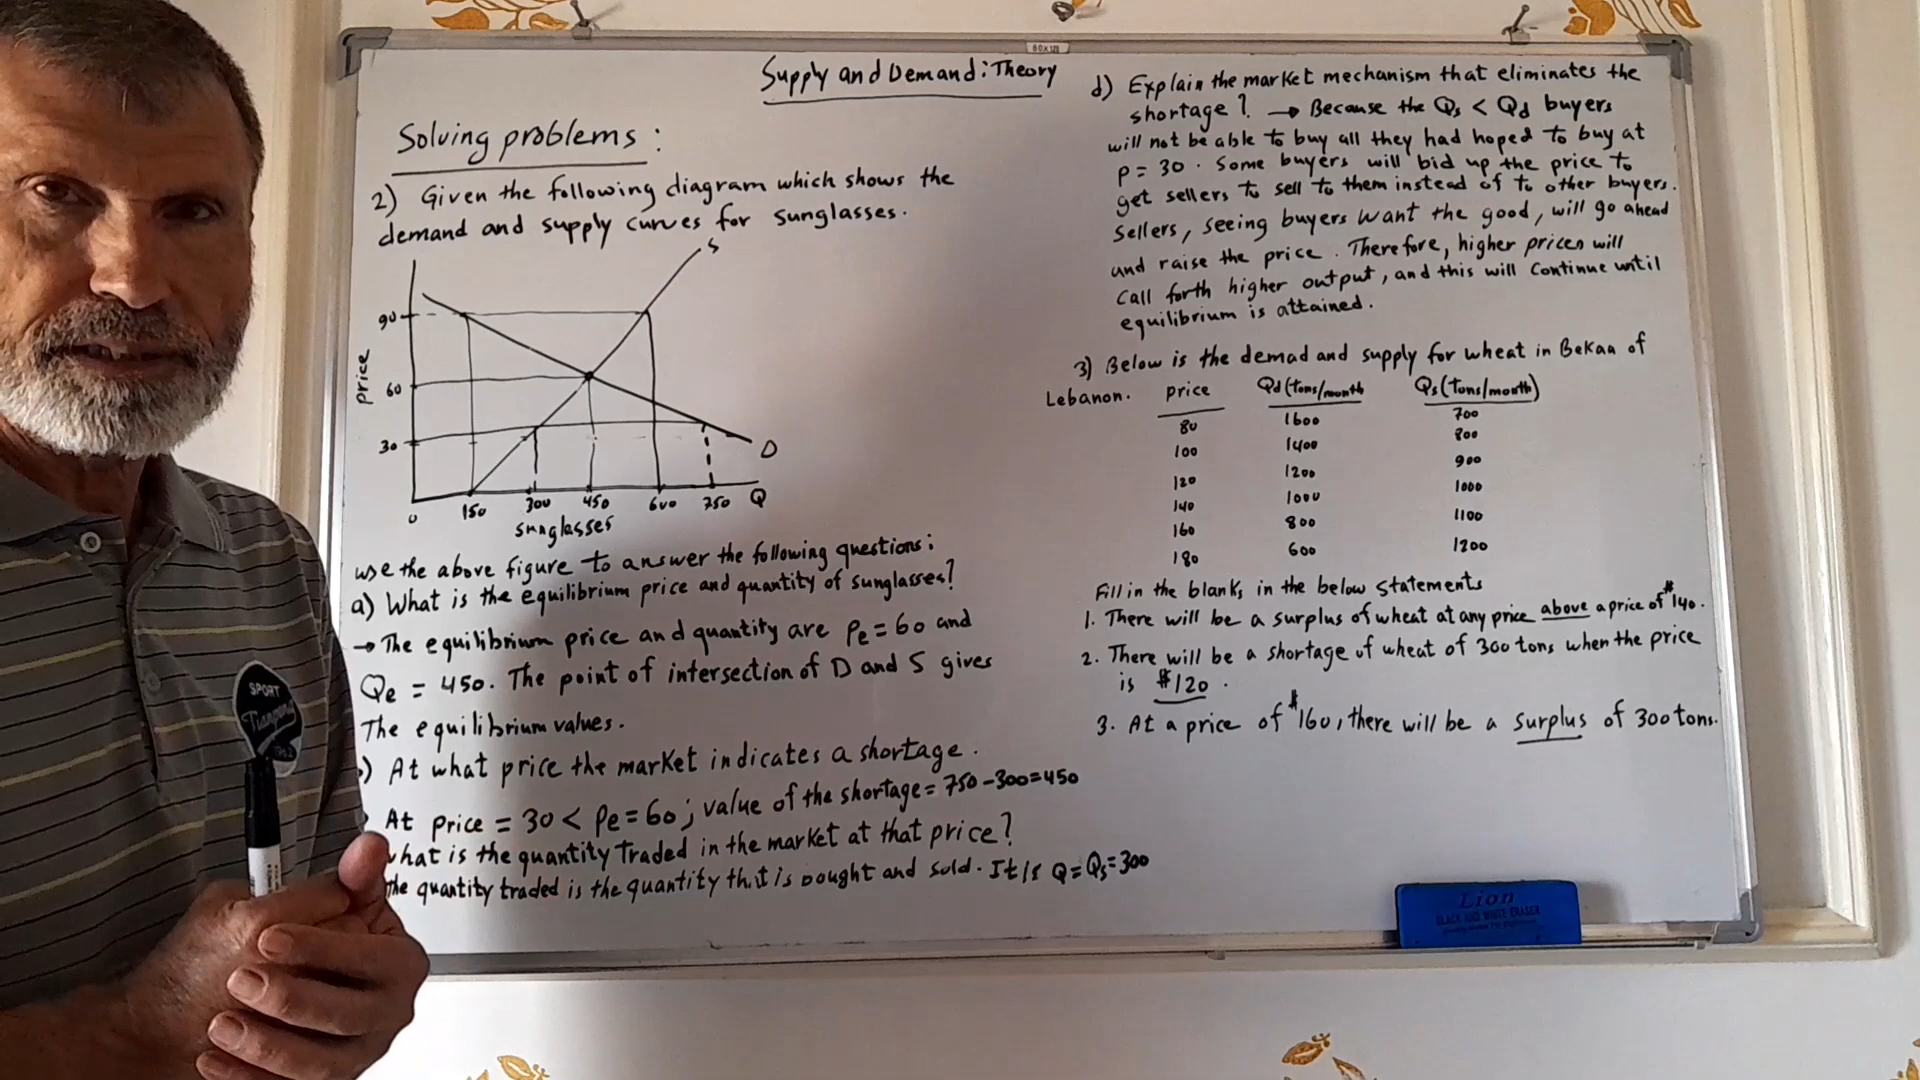 60X120
Supply and Demand: Theory
Solving problems:
2) Given the following diagram which shows the
demand and supply curves for sunglasses.
S
90
60
30
price
D
0 150 300 450 600 750 Q
sunglasses
use the above figure to answer the following questions:
a) What is the equilibrium price and quantity of sunglasses?
→ The equilibrium price and quantity are Pe = 60 and
Qe = 450. The point of intersection of D and S gives
The equilibrium values.
) At what price the market indicates a shortage.
At price = 30 < Pe = 60; value of the shortage = 750 - 300 = 450
what is the quantity Traded in the market at that price?
the quantity traded is the quantity that is bought and sold. It is Q = Qs = 300
d) Explain the market mechanism that eliminates the
shortage? → Because the Qs < Qd buyers
will not be able to buy all they had hoped to buy at
p = 30. Some buyers will bid up the price to
get sellers to sell to them instead of to other buyers.
Sellers, seeing buyers want the good, will go ahead
and raise the price. Therefore, higher prices will
call forth higher output, and this will continue until
equilibrium is attained.
3) Below is the demad and supply for wheat in Bekaa of
Lebanon. price Qd (tons/month Qs (tons/month)
80 1600 700
100 1400 800
120 1200 900
140 1000 1000
160 800 1100
180 600 1200
Fill in the blanks in the below statements
1. There will be a surplus of wheat at any price above a price of $140.
2. There will be a shortage of wheat of 300 tons when the price
is $120.
3. At a price of $160, there will be a surplus of 300 tons.
SPORT
Lion
BLACK AND WHITE ERASER